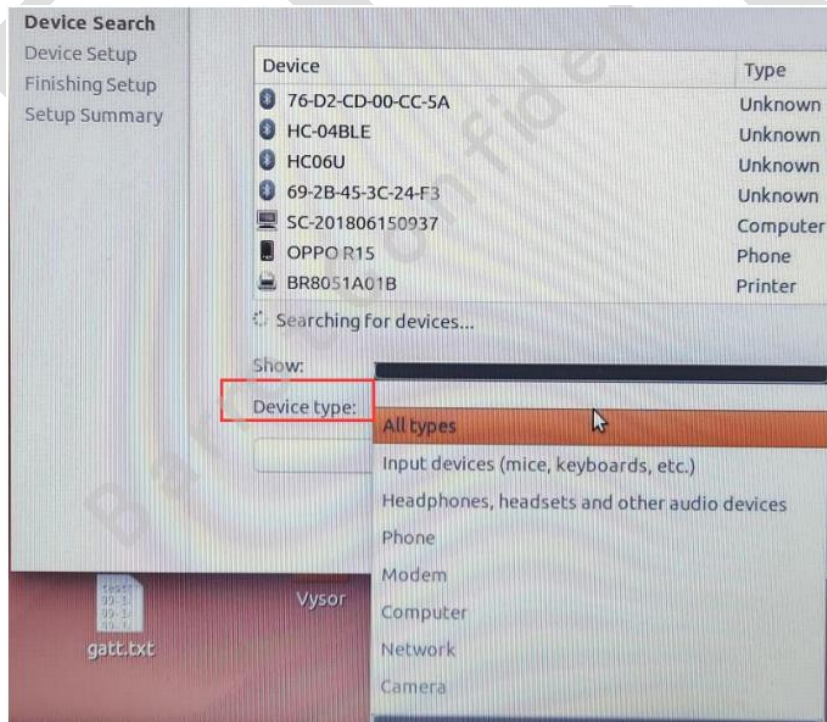 Device Search
Device Setup
Finishing Setup
Setup Summary
Device Type
76-D2-CD-00-CC-5A Unknown
HC-04BLE Unknown
HC06U Unknown
69-2B-45-3C-24-F3 Unknown
SC-201806150937 Computer
OPPO R15 Phone
BR8051A01B Printer
Searching for devices...
Show:
Device type:
All types
Input devices (mice, keyboards, etc.)
Headphones, headsets and other audio devices
Phone
Modem
Computer
Network
Camera
Vysor
gatt.txt